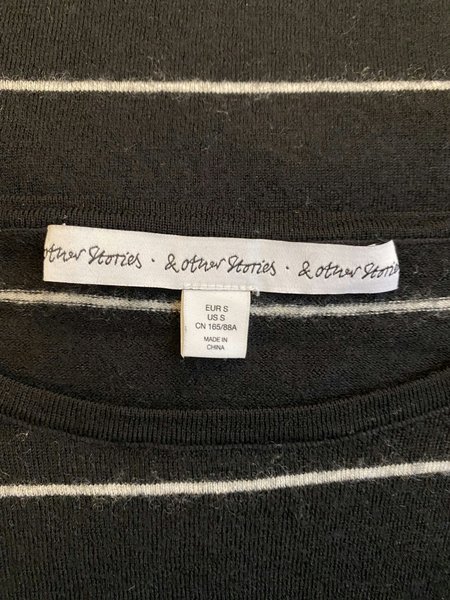 other Stories · & other Stories · & other Stories
EUR S
US S
CN 165/88A
MADE IN
CHINA